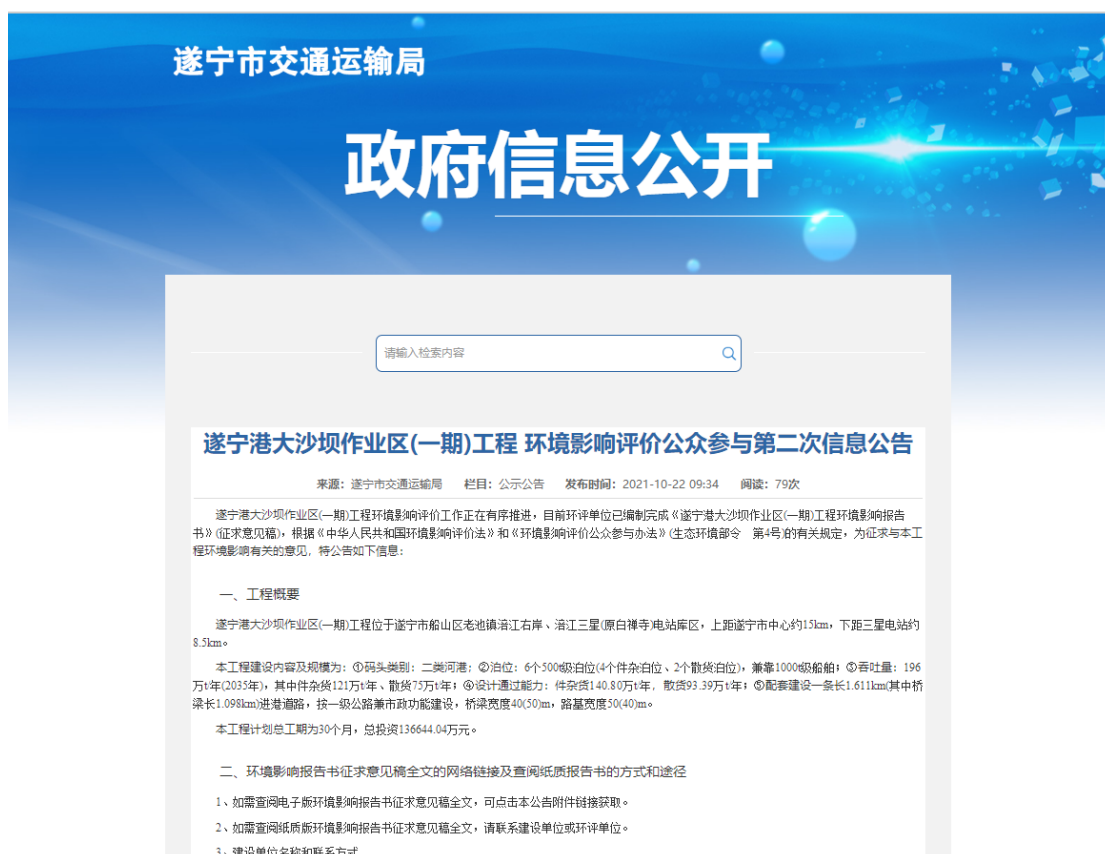 遂宁市交通运输局
政府信息公开
请输入检索内容
遂宁港大沙坝作业区(一期)工程 环境影响评价公众参与第二次信息公告
来源：遂宁市交通运输局 栏目：公示公告 发布时间：2021-10-22 09:34 阅读：79次
遂宁港大沙坝作业区(一期)工程环境影响评价工作正在有序推进，目前环评单位已编制完成《遂宁港大沙坝作业区(一期)工程环境影响报告
书》(征求意见稿)，根据《中华人民共和国环境影响评价法》和《环境影响评价公众参与办法》(生态环境部令 第4号)的有关规定，为征求与本工
程环境影响有关的意见，特公告如下信息：
一、工程概要
遂宁港大沙坝作业区(一期)工程位于遂宁市船山区老池镇涪江右岸、涪江三星(原白禅寺)电站库区，上距遂宁市中心约15km，下距三星电站约
8.5km。
本工程建设内容及规模为：①码头类别：二类河港；②泊位：6个500t级泊位(4个件杂泊位、2个散货泊位)，兼靠1000t级船舶；③吞吐量：196
万t/年(2035年)，其中件杂货121万t/年、散货75万t/年；④设计通过能力：件杂货140.80万t/年，散货93.39万t/年；⑤配套建设一条长1.611km(其中桥
梁长1.098km)进港道路，按一级公路兼市政功能建设，桥梁宽度40(50)m，路基宽度50(40)m。
本工程计划总工期为30个月，总投资136644.04万元。
二、环境影响报告书征求意见稿全文的网络链接及查阅纸质报告书的方式和途径
1、如需查阅电子版环境影响报告书征求意见稿全文，可点击本公告附件链接获取。
2、如需查阅纸质版环境影响报告书征求意见稿全文，请联系建设单位或环评单位。
3、建设单位名称和联系方式